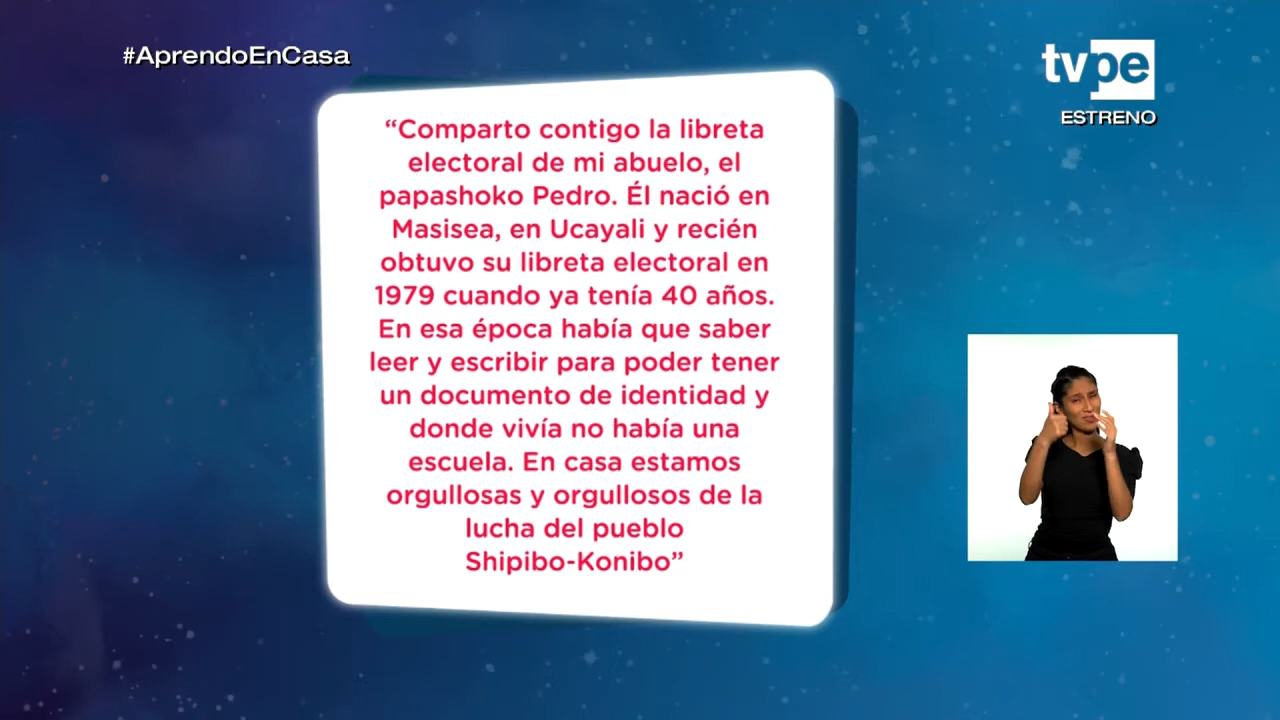 #AprendoEnCasa
tvpe
ESTRENO
“Comparto contigo la libreta
electoral de mi abuelo, el
papashoko Pedro. Él nació en
Masisea, en Ucayali y recién
obtuvo su libreta electoral en
1979 cuando ya tenía 40 años.
En esa época había que saber
leer y escribir para poder tener
un documento de identidad y
donde vivía no había una
escuela. En casa estamos
orgullosas y orgullosos de la
lucha del pueblo
Shipibo-Konibo”